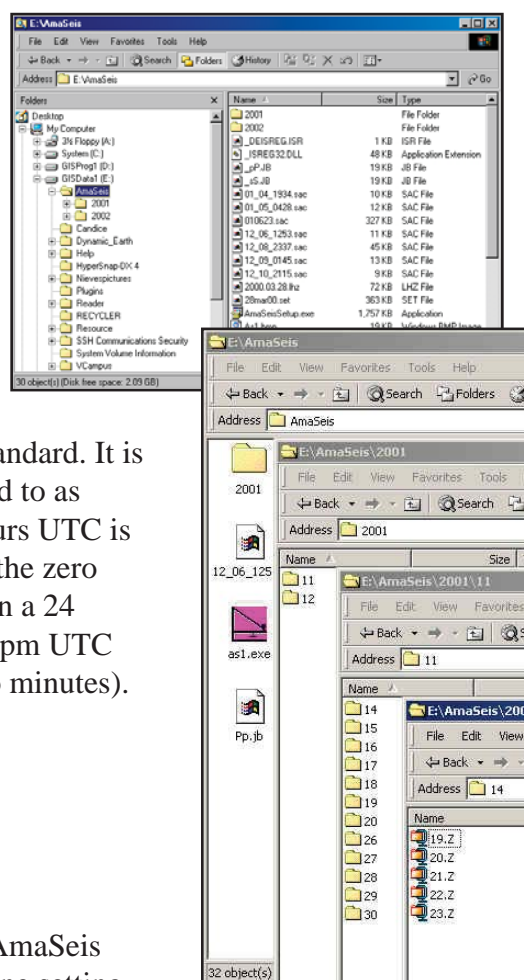 E:\AmaSeis
File Edit View Favorites Tools Help
Back Search Folders History
Address E:\AmaSeis Go
Folders
Desktop
My Computer
3½ Floppy (A:)
System (C:)
GISProg1 (D:)
GISData1 (E:)
AmaSeis
2001
2002
Candice
Dynamic_Earth
Help
HyperSnap-DX 4
Nievespictures
Plugins
Reader
RECYCLER
Resource
SSH Communications Security
System Volume Information
VCampus
Name Size Type
2001 File Folder
2002 File Folder
_DEISREG.ISR 1 KB ISR File
_ISREG32.DLL 48 KB Application Extension
_pP.JB 19 KB JB File
_sS.JB 19 KB JB File
01_04_1934.sac 10 KB SAC File
01_05_0428.sac 12 KB SAC File
010623.sac 327 KB SAC File
12_06_1253.sac 11 KB SAC File
12_08_2337.sac 45 KB SAC File
12_09_0145.sac 13 KB SAC File
12_10_2115.sac 9 KB SAC File
2000.03.28.lhz 72 KB LHZ File
28mar00.set 363 KB SET File
AmaSeisSetup.exe 1,757 KB Application
As1.bmp 19 KB Windows BMP Image
30 object(s) (Disk free space: 2.09 GB)
andard. It is
d to as
urs UTC is
the zero
n a 24
pm UTC
minutes).
AmaSeis
ne setting
E:\AmaSeis
File Edit View Favorites Tools Help
Back Search Folders
Address AmaSeis
2001
12_06_125
as1.exe
Pp.jb
32 object(s)
E:\AmaSeis\2001
File Edit View Favorites Tools
Back Search
Address 2001
Name Size
11
12
E:\AmaSeis\2001\11
File Edit View Favorites
Back
Address 11
Name
14
15
16
17
18
19
20
26
27
28
29
30
E:\AmaSeis\200
File Edit View
Back
Address 14
Name
19.Z
20.Z
21.Z
22.Z
23.Z